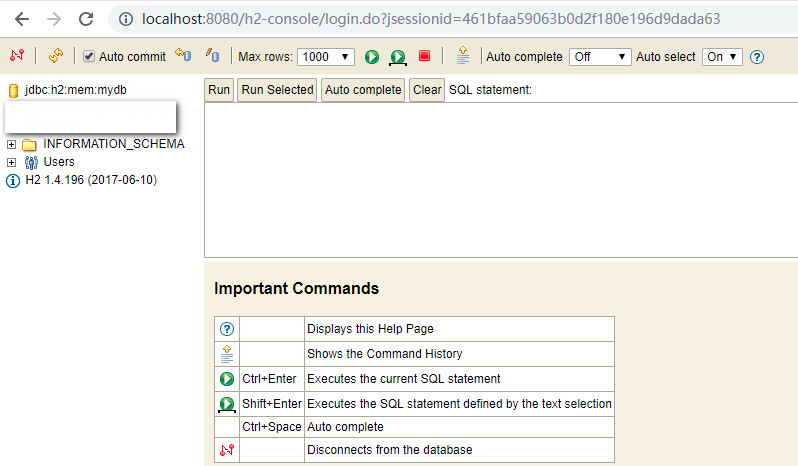 localhost:8080/h2-console/login.do?jsessionid=461bfaa59063b0d2f180e196d9dada63
Auto commit Max rows: 1000 Auto complete Off Auto select On
jdbc:h2:mem:mydb
INFORMATION_SCHEMA
Users
H2 1.4.196 (2017-06-10)
Run Run Selected Auto complete Clear SQL statement:
Important Commands
Displays this Help Page
Shows the Command History
Ctrl+Enter Executes the current SQL statement
Shift+Enter Executes the SQL statement defined by the text selection
Ctrl+Space Auto complete
Disconnects from the database